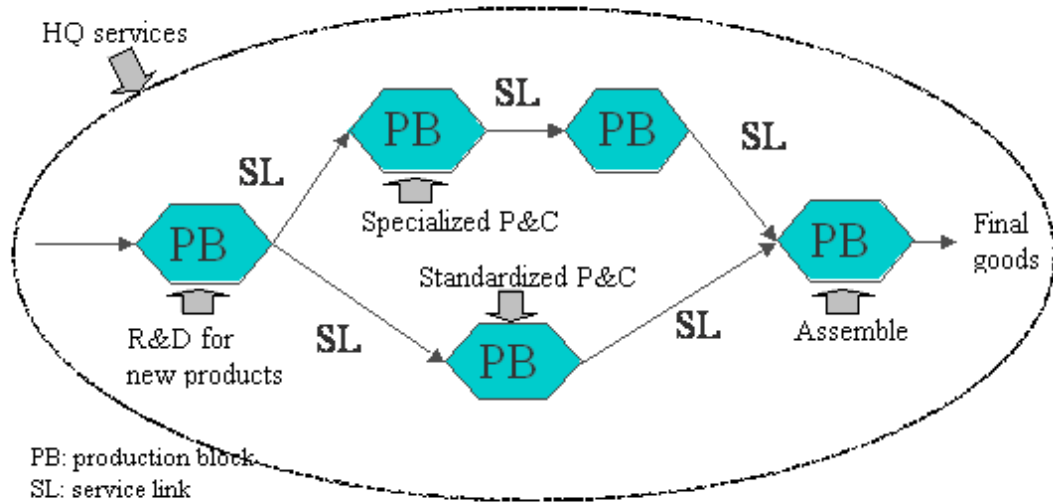 HQ services
SL
PB
PB
SL
SL
Specialized P&C
PB
PB
Final
goods
Standardized P&C
R&D for
new products
SL
PB
SL
Assemble
PB: production block
SL: service link